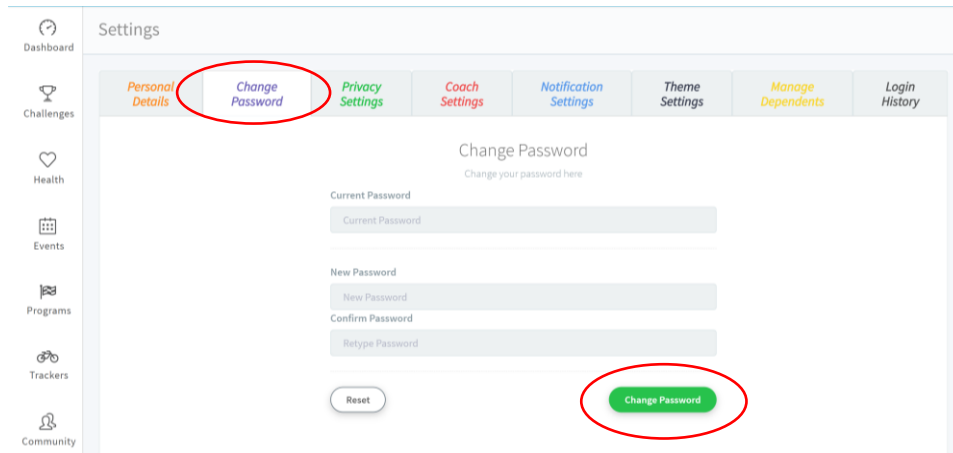 Settings
Dashboard
Challenges
Health
Events
Programs
Trackers
Community
Personal
Details
Change
Password
Privacy
Settings
Coach
Settings
Notification
Settings
Theme
Settings
Manage
Dependents
Login
History
Change Password
Change your password here
Current Password
Current Password
New Password
New Password
Confirm Password
Retype Password
Reset
Change Password